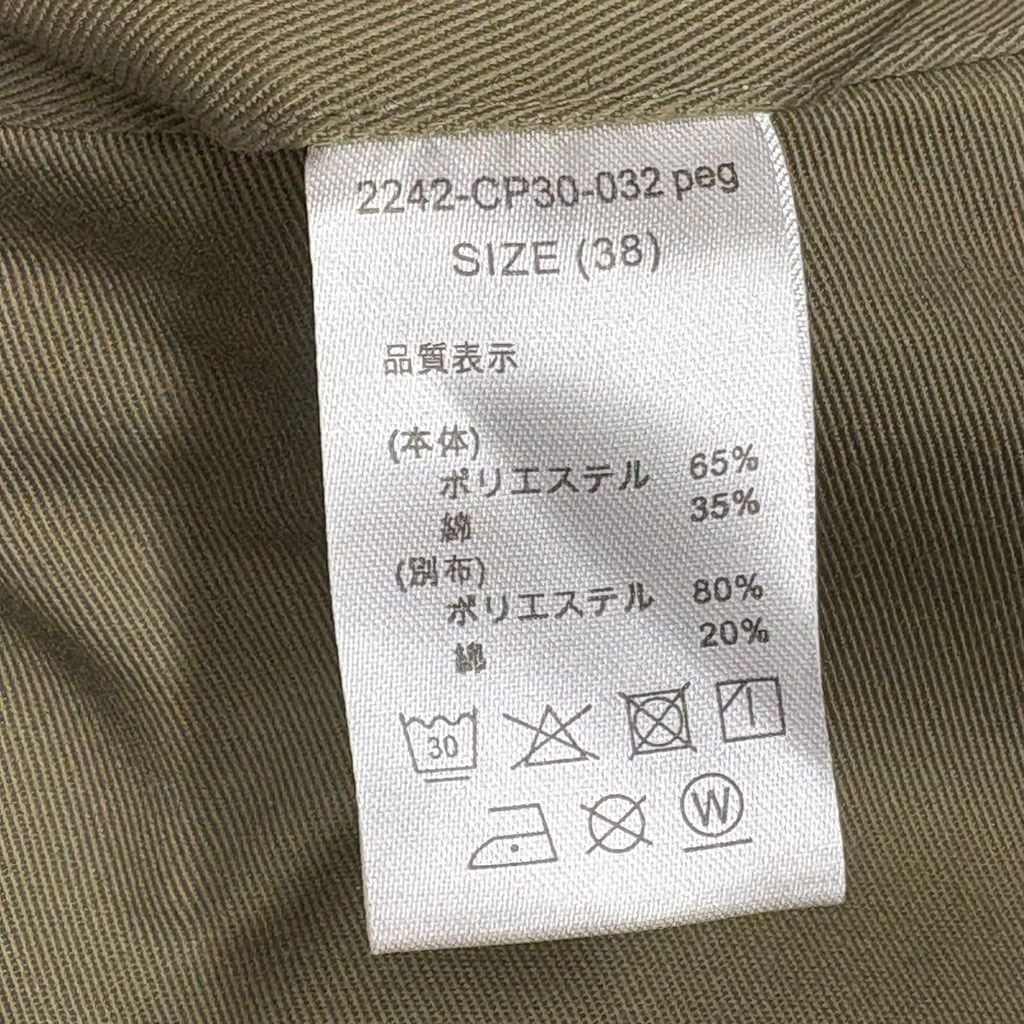 2242-CP30-032 peg
SIZE (38)
品質表示
(本体)
ポリエステル 65%
綿 35%
(別布)
ポリエステル 80%
綿 20%
30
W